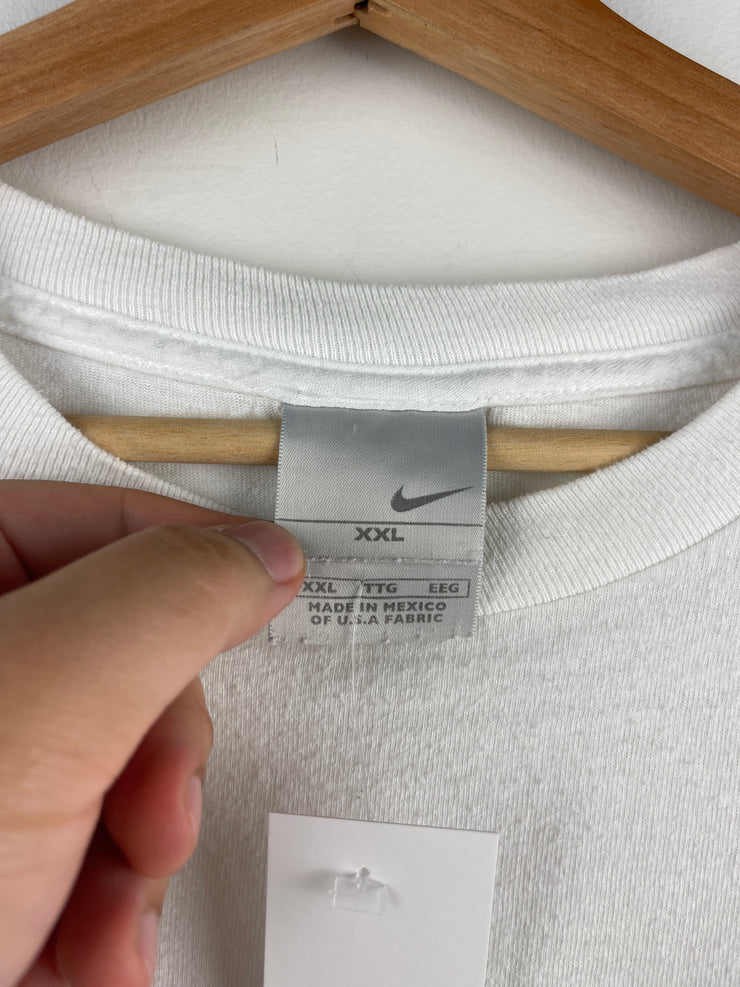 XXL
XXL TTG EEG
MADE IN MEXICO
OF U.S.A FABRIC